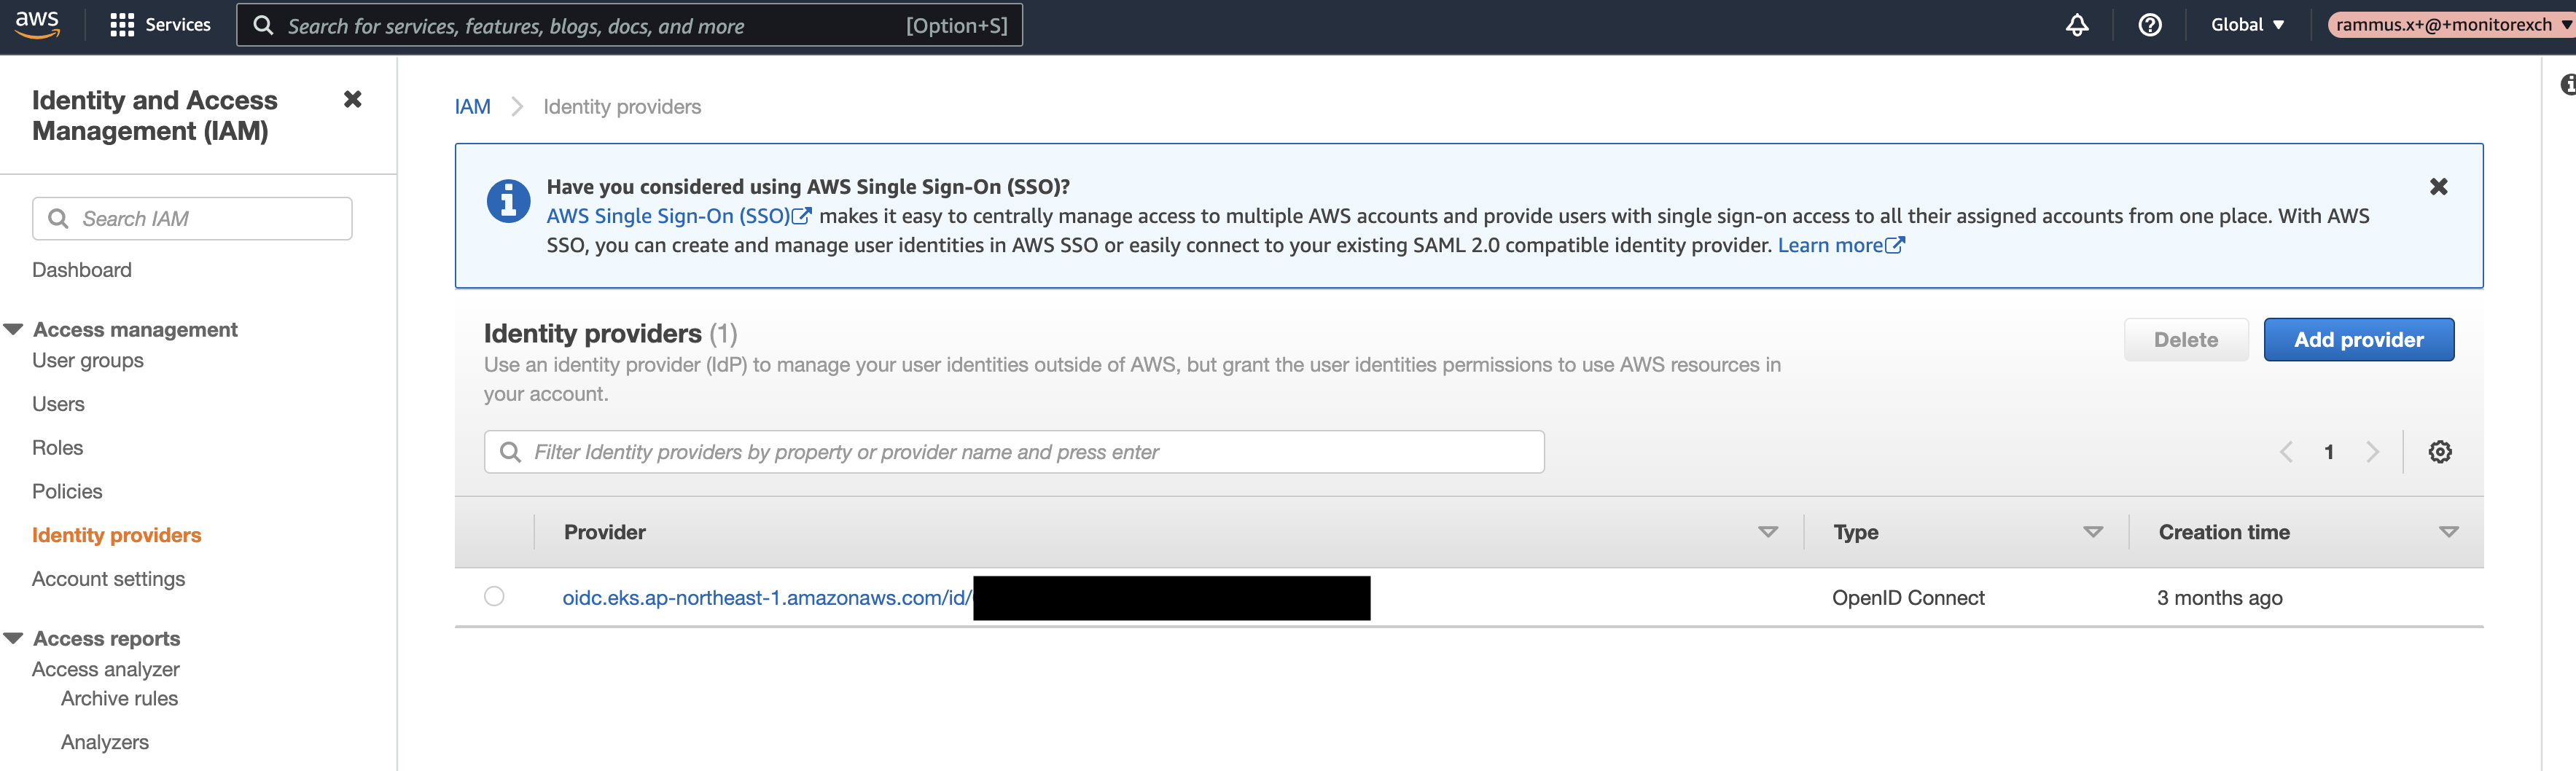 aws
Services
Search for services, features, blogs, docs, and more
[Option+S]
Global
rammus.x+@+monitorexch
Identity and Access
Management (IAM)
Search IAM
Dashboard
Access management
User groups
Users
Roles
Policies
Identity providers
Account settings
Access reports
Access analyzer
Archive rules
Analyzers
IAM
Identity providers
Have you considered using AWS Single Sign-On (SSO)?
AWS Single Sign-On (SSO) makes it easy to centrally manage access to multiple AWS accounts and provide users with single sign-on access to all their assigned accounts from one place. With AWS
SSO, you can create and manage user identities in AWS SSO or easily connect to your existing SAML 2.0 compatible identity provider. Learn more
Identity providers (1)
Use an identity provider (IdP) to manage your user identities outside of AWS, but grant the user identities permissions to use AWS resources in
your account.
Delete
Add provider
Filter Identity providers by property or provider name and press enter
1
Provider
Type
Creation time
oidc.eks.ap-northeast-1.amazonaws.com/id/
OpenID Connect
3 months ago